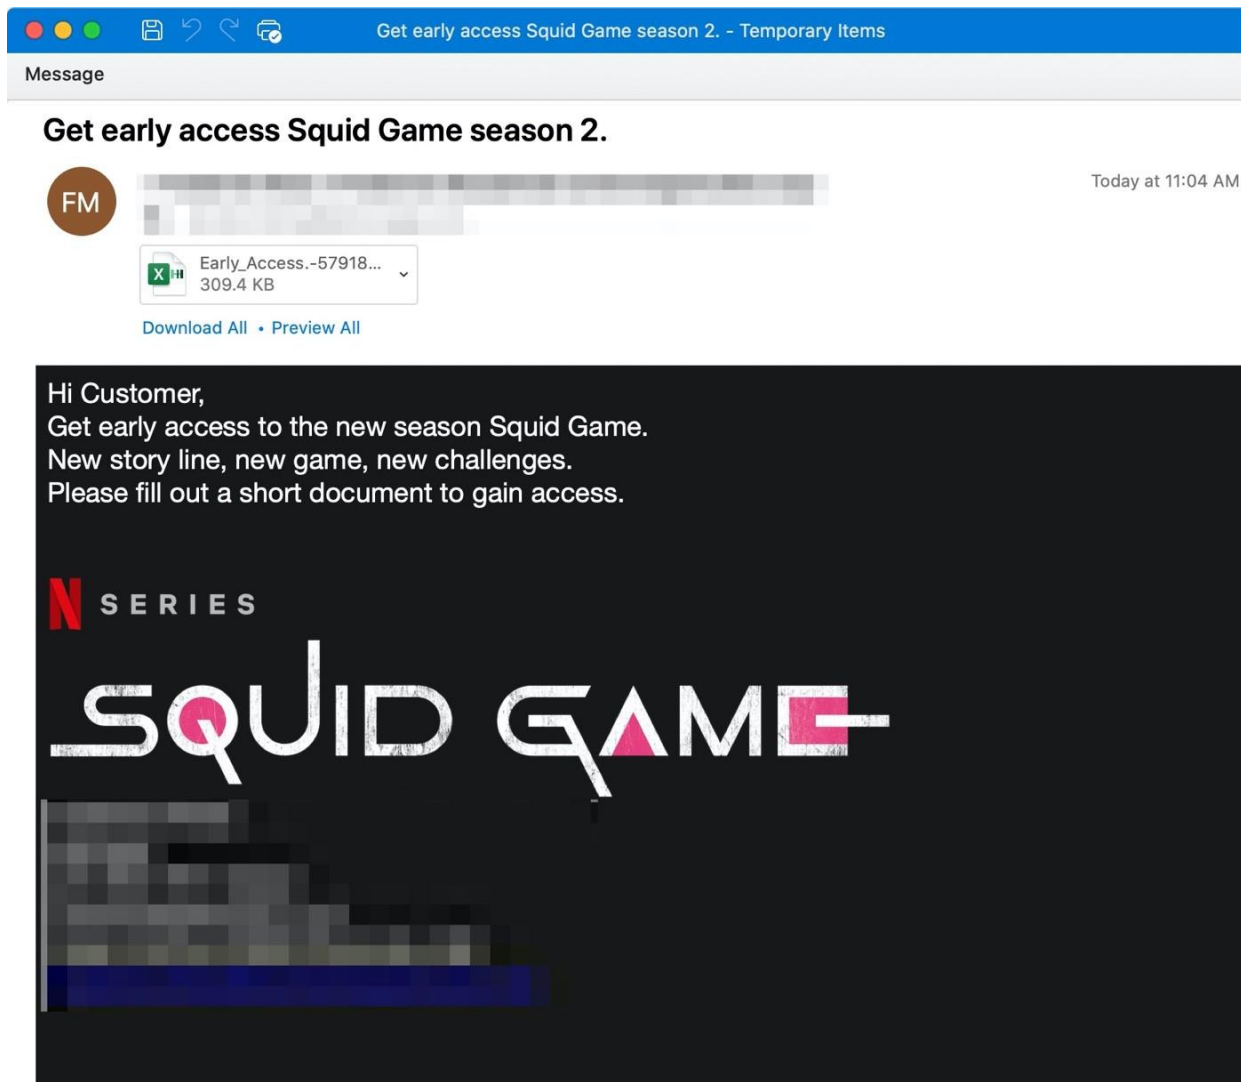 Get early access Squid Game season 2. - Temporary Items
Message
Get early access Squid Game season 2.
FM
Today at 11:04 AM
X
Early_Access.-57918...
309.4 KB
Download All • Preview All
Hi Customer,
Get early access to the new season Squid Game.
New story line, new game, new challenges.
Please fill out a short document to gain access.
N SERIES
SQUID GAME